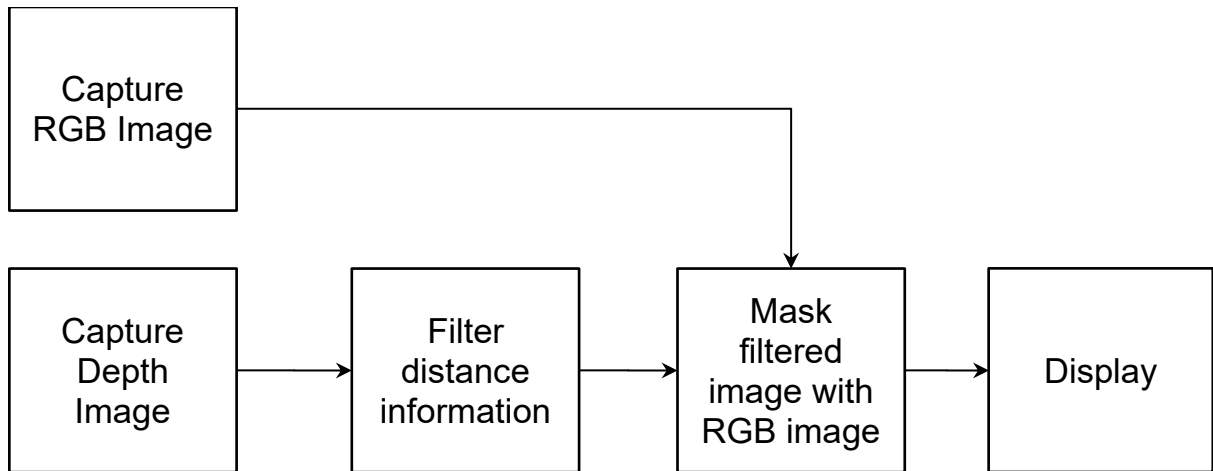 Capture
RGB Image
Capture
Depth
Image
Filter
distance
information
Mask
filtered
image with
RGB image
Display